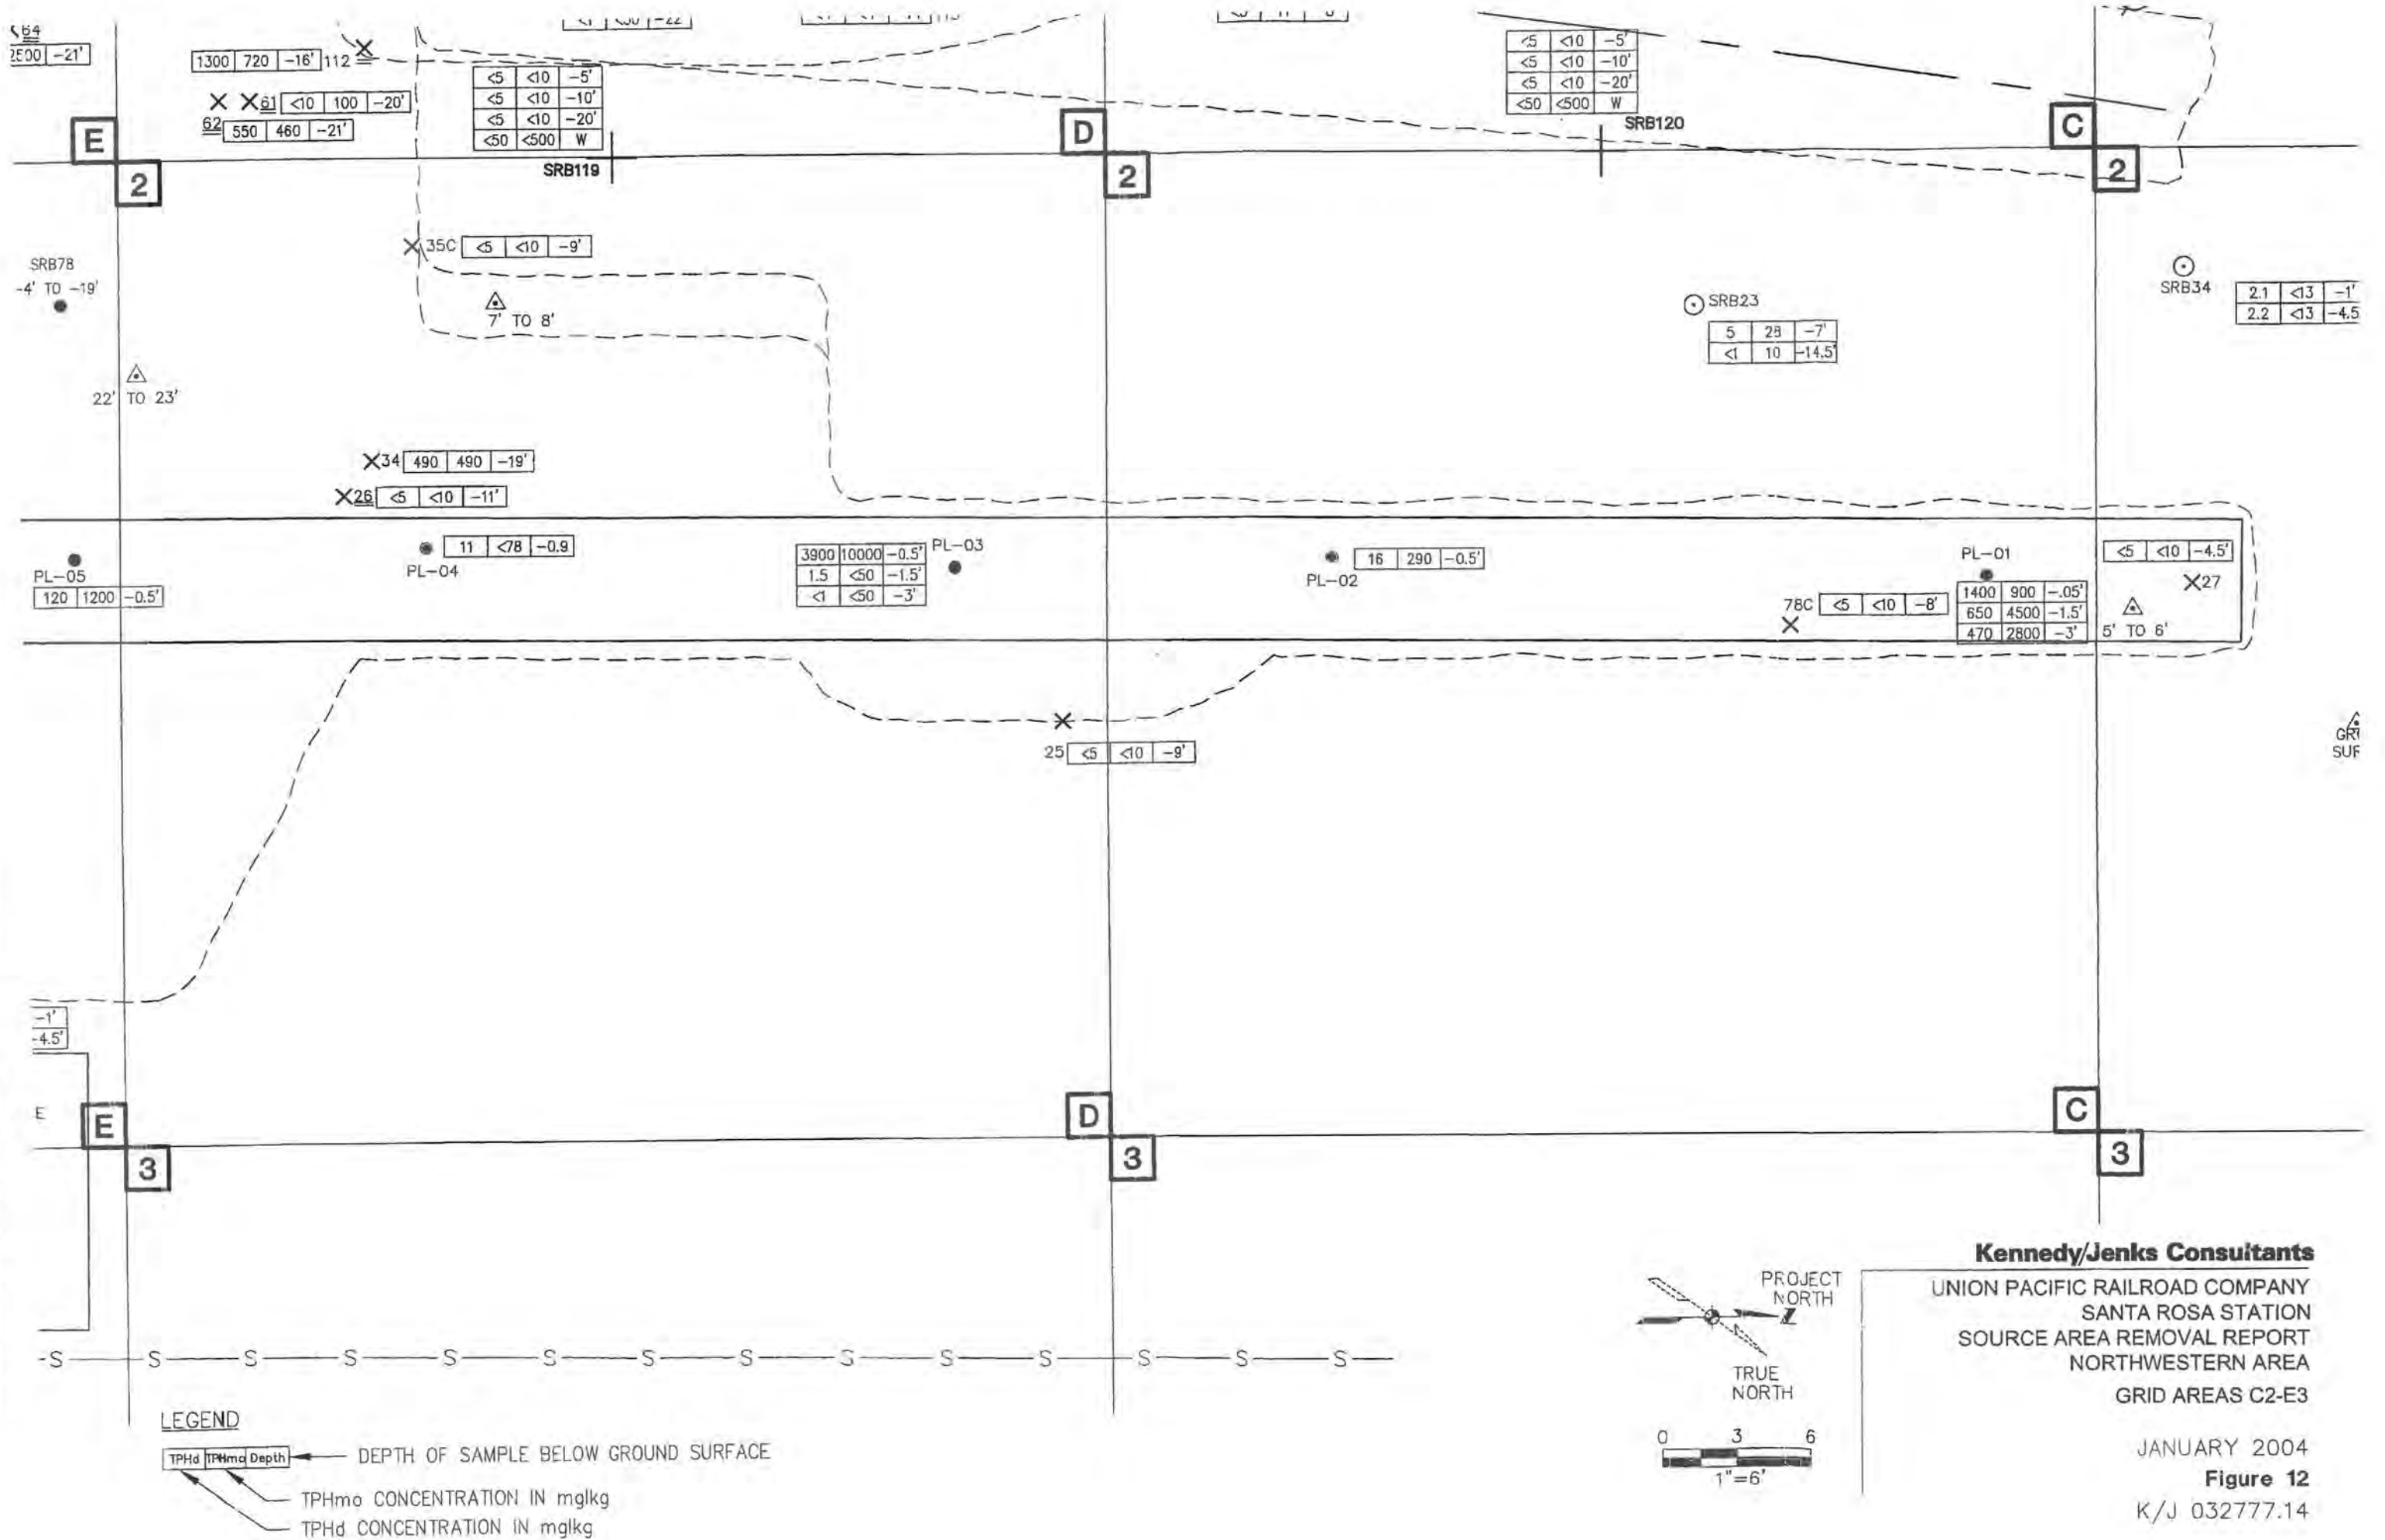 64
2500 -21'
1300 720 -16' 112
61 <10 100 -20'
62 550 460 -21'
<5 <10 -5'
<5 <10 -10'
<5 <10 -20'
<50 <500 W
SRB119
<5 <10 -5'
<5 <10 -10'
<5 <10 -20'
<50 <500 W
SRB120
E
2
D
2
C
2
35C <5 <10 -9'
SRB78
-4' TO -19'
7' TO 8'
22' TO 23'
SRB23
5 28 -7'
<1 10 -14.5'
SRB34
2.1 <13 -1'
2.2 <13 -4.5
34 490 490 -19'
26 <5 <10 -11'
PL-05
120 1200 -0.5'
11 <78 -0.9
PL-04
3900 10000 -0.5' PL-03
1.5 <50 -1.5'
<1 <50 -3'
16 290 -0.5'
PL-02
78C <5 <10 -8'
PL-01
1400 900 -.05'
650 4500 -1.5'
470 2800 -3'
<5 <10 -4.5'
27
5' TO 6'
25 <5 <10 -9'
-1'
-4.5'
E
E
3
D
3
C
3
-S S S S S S S S S S S S S S
LEGEND
TPHd TPHmo Depth DEPTH OF SAMPLE BELOW GROUND SURFACE
TPHmo CONCENTRATION IN mglkg
TPHd CONCENTRATION IN mglkg
PROJECT
NORTH
TRUE
NORTH
0 3 6
1"=6'
Kennedy/Jenks Consultants
UNION PACIFIC RAILROAD COMPANY
SANTA ROSA STATION
SOURCE AREA REMOVAL REPORT
NORTHWESTERN AREA
GRID AREAS C2-E3
JANUARY 2004
Figure 12
K/J 032777.14